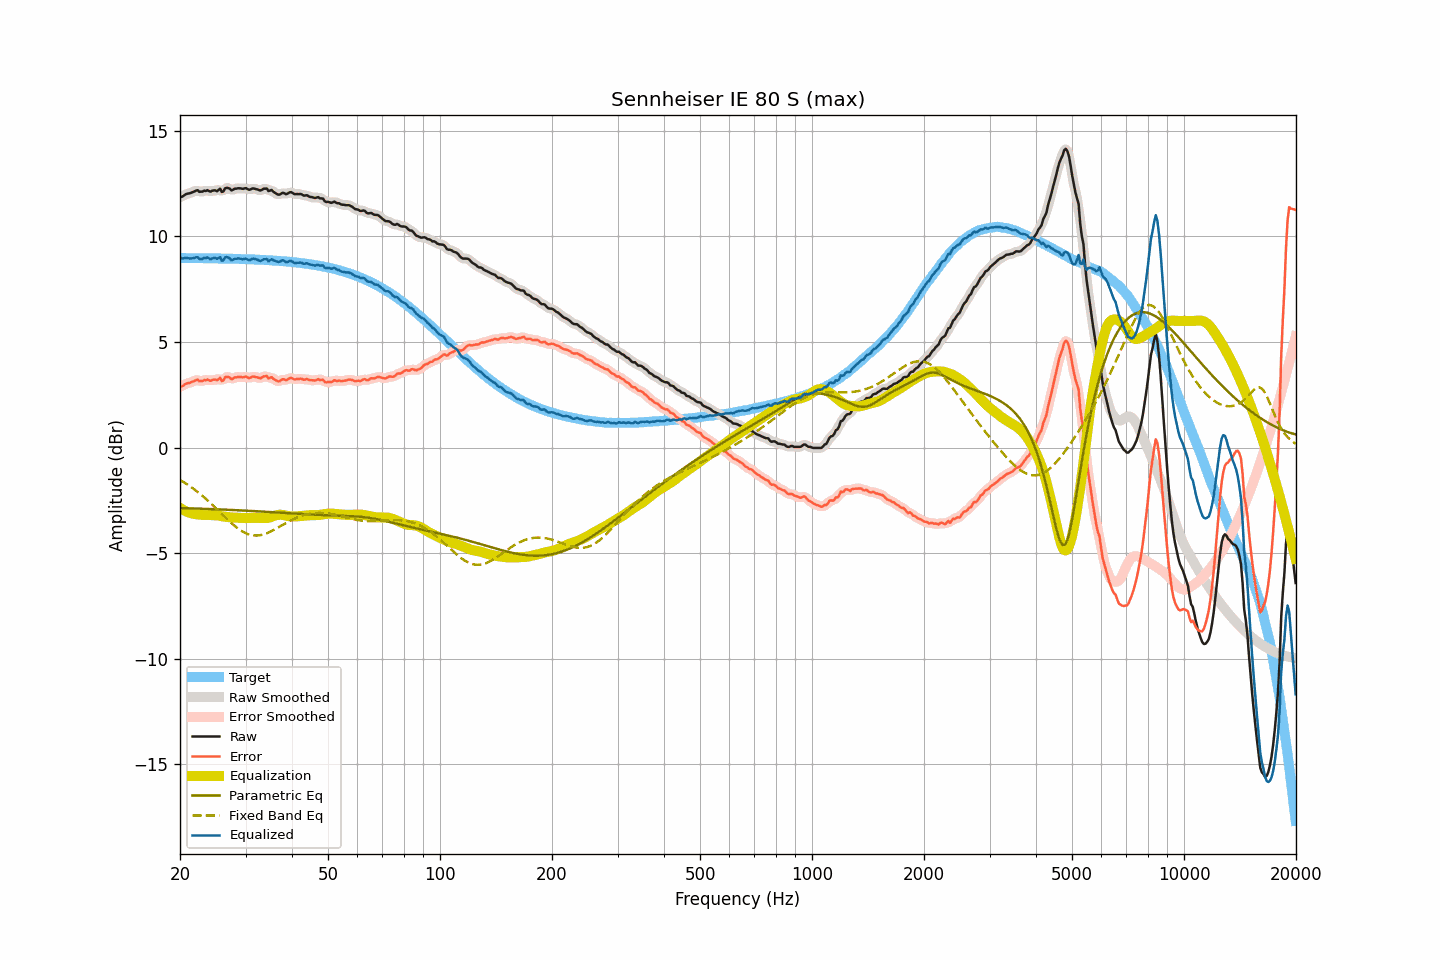 Sennheiser IE 80 S (max)
15
10
5
0
−5
−10
−15
Amplitude (dBr)
Target
Raw Smoothed
Error Smoothed
Raw
Error
Equalization
Parametric Eq
Fixed Band Eq
Equalized
20 50 100 200 500 1000 2000 5000 10000 20000
Frequency (Hz)